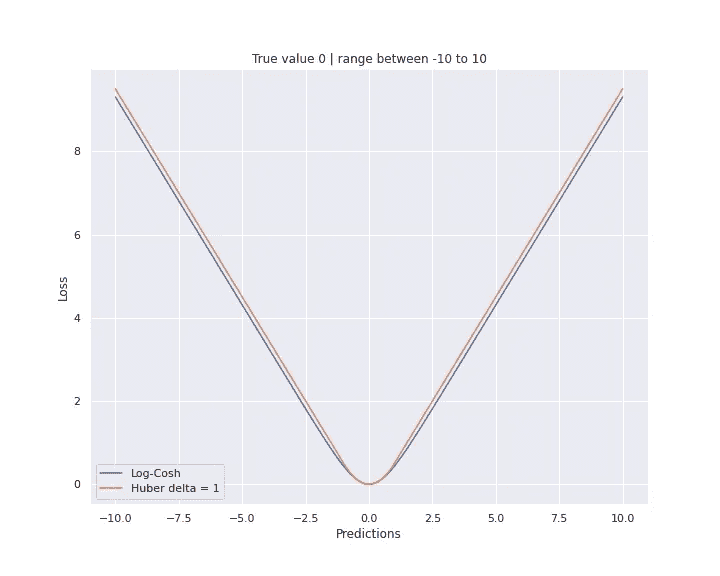 True value 0 | range between -10 to 10
Loss
8
6
4
2
0
Log-Cosh
Huber delta = 1
−10.0 −7.5 −5.0 −2.5 0.0 2.5 5.0 7.5 10.0
Predictions